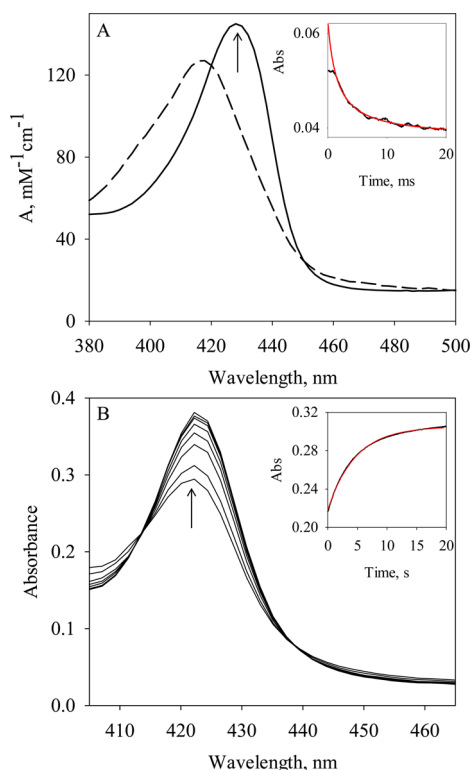 A
A, mM⁻¹cm⁻¹
160
120
80
40
0
380 400 420 440 460 480 500
Wavelength, nm
Abs
0.06
0.04
0 10 20
Time, ms
B
Absorbance
0.4
0.3
0.2
0.1
0.0
410 420 430 440 450 460
Wavelength, nm
Abs
0.32
0.28
0.24
0.20
0 5 10 15 20
Time, s